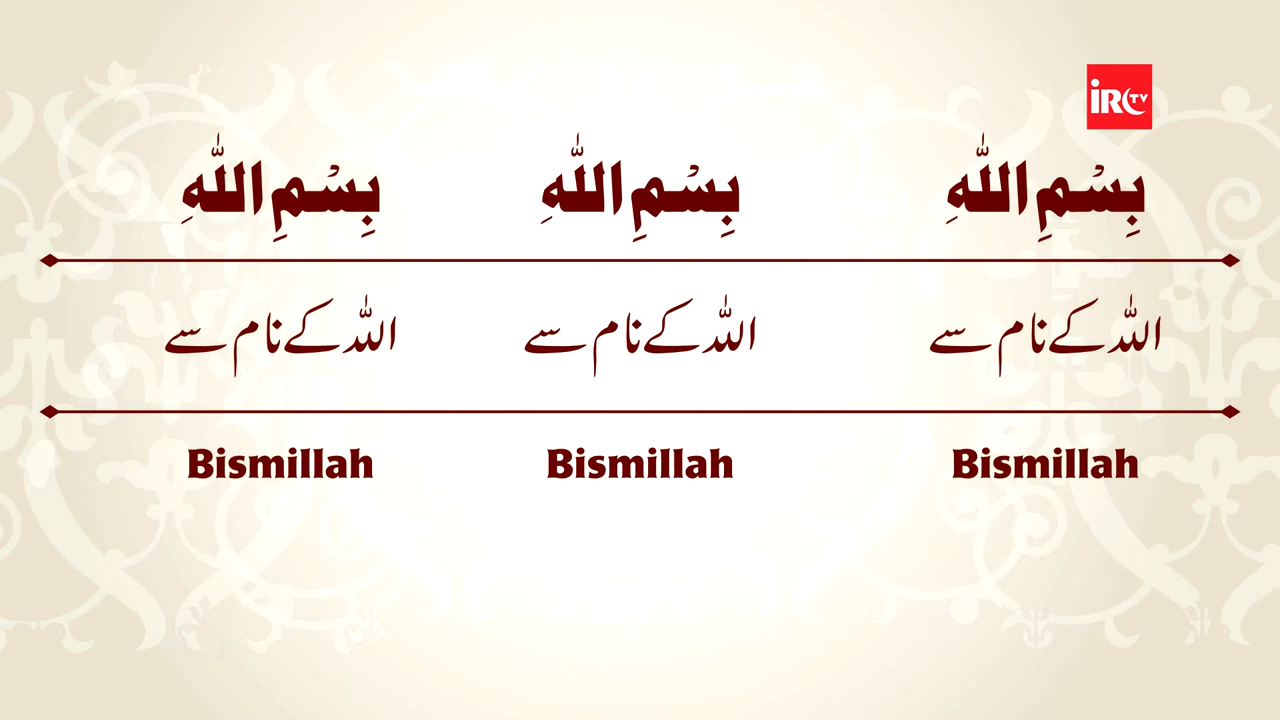 iRC TV
بِسْمِ اللّٰهِ بِسْمِ اللّٰهِ بِسْمِ اللّٰهِ
اللہ کے نام سے اللہ کے نام سے اللہ کے نام سے
Bismillah Bismillah Bismillah